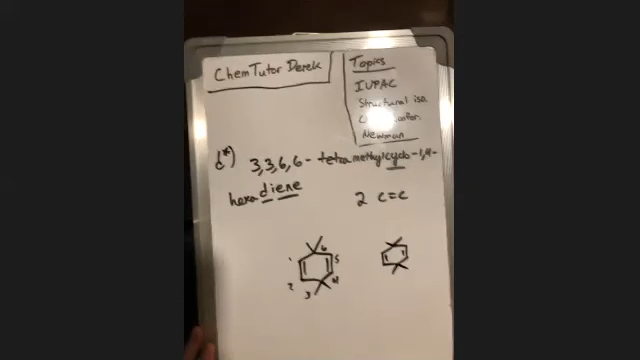 ChemTutor Derek
Topics
IUPAC
Structural iso.
Newman
d*) 3,3,6,6- tetramethylcyclo-1,4-
hexadiene
2 C=C
6
1
5
2
4
3